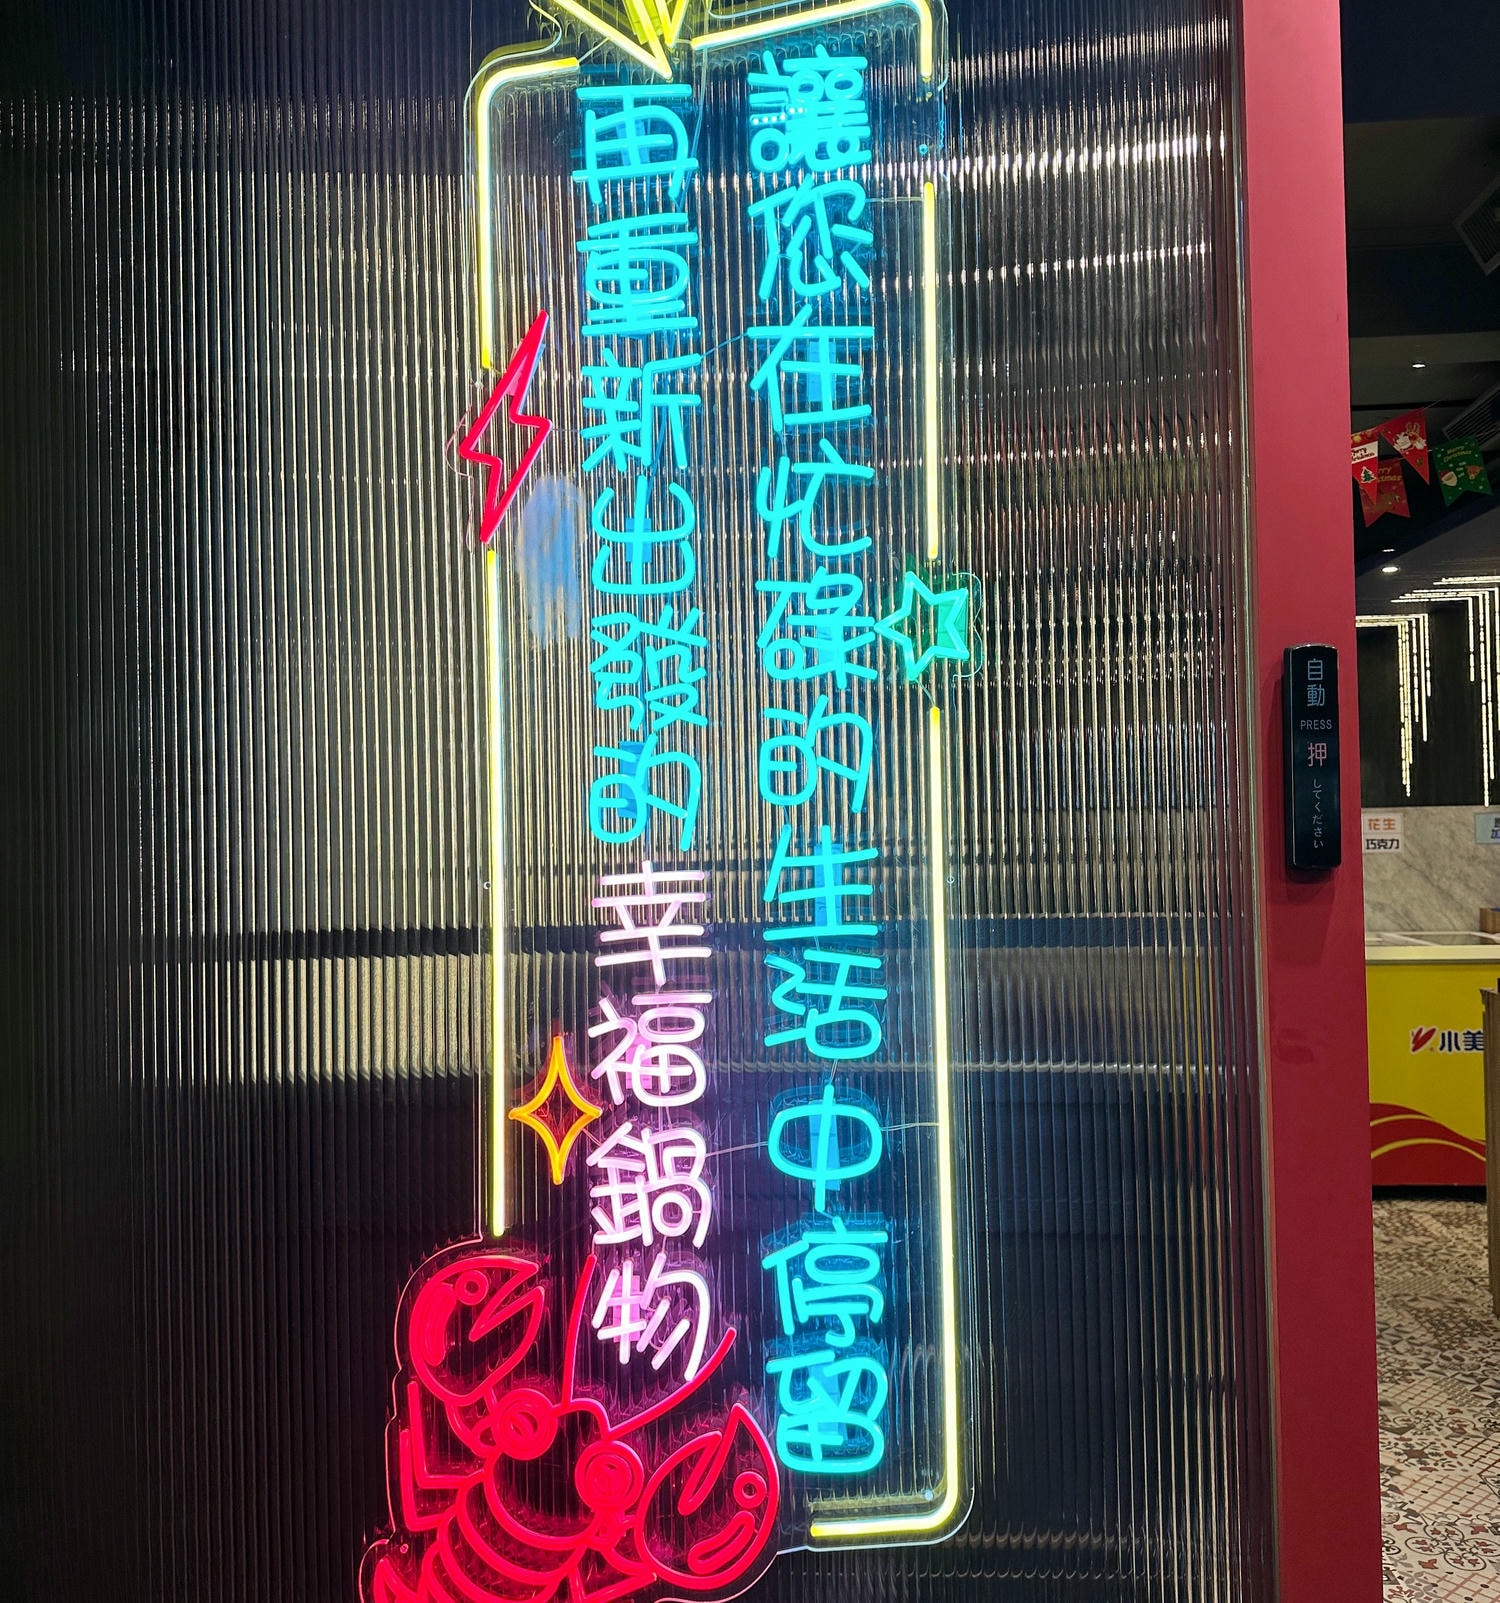 讓您在忙碌的生活中停留
再重新出發的幸福鍋物
自動
PRESS
押してください
花生
巧克力
小美
Merry Christmas